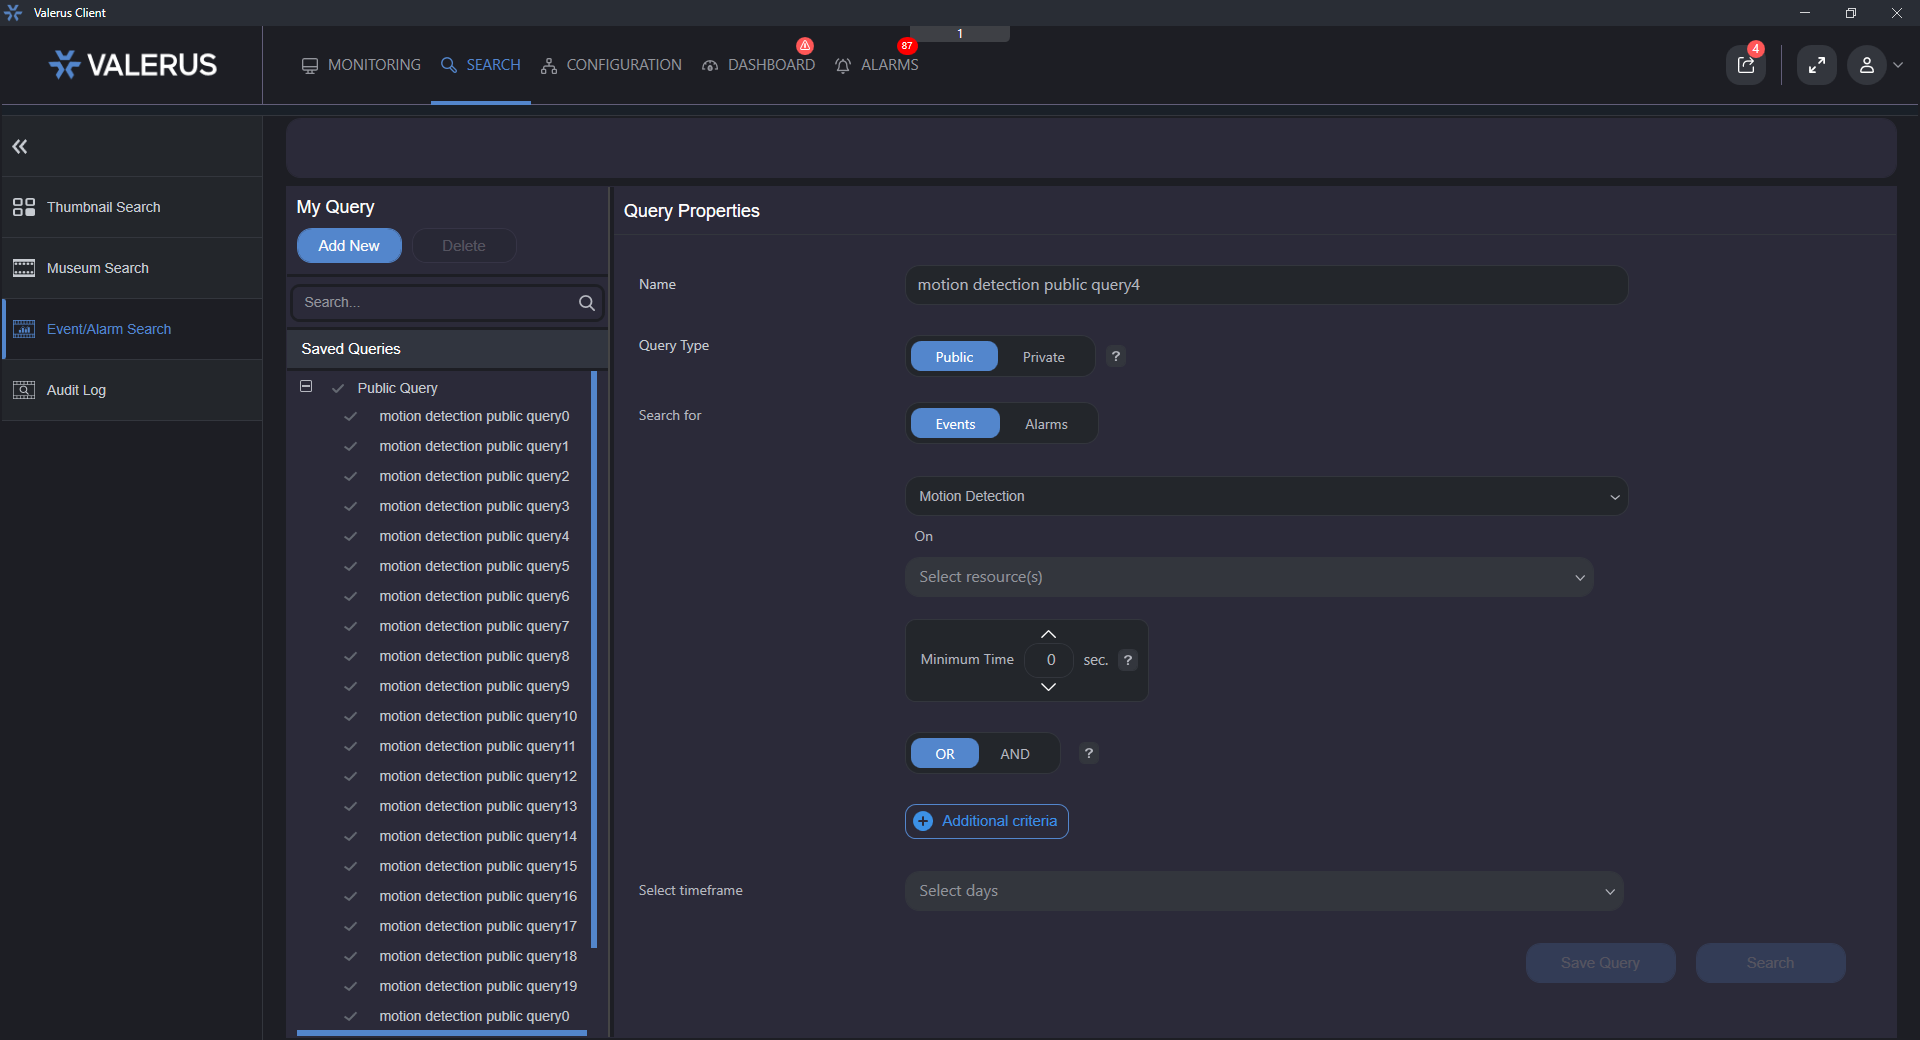 Valerus Client
1
VALERUS
MONITORING
SEARCH
CONFIGURATION
DASHBOARD
87
ALARMS
4
Thumbnail Search
Museum Search
Event/Alarm Search
Audit Log
My Query
Add New
Delete
Search...
Saved Queries
Public Query
motion detection public query0
motion detection public query1
motion detection public query2
motion detection public query3
motion detection public query4
motion detection public query5
motion detection public query6
motion detection public query7
motion detection public query8
motion detection public query9
motion detection public query10
motion detection public query11
motion detection public query12
motion detection public query13
motion detection public query14
motion detection public query15
motion detection public query16
motion detection public query17
motion detection public query18
motion detection public query19
motion detection public query0
Query Properties
Name
motion detection public query4
Query Type
Public
Private
?
Search for
Events
Alarms
Motion Detection
On
Select resource(s)
Minimum Time
0
sec.
?
OR
AND
?
Additional criteria
Select timeframe
Select days
Save Query
Search